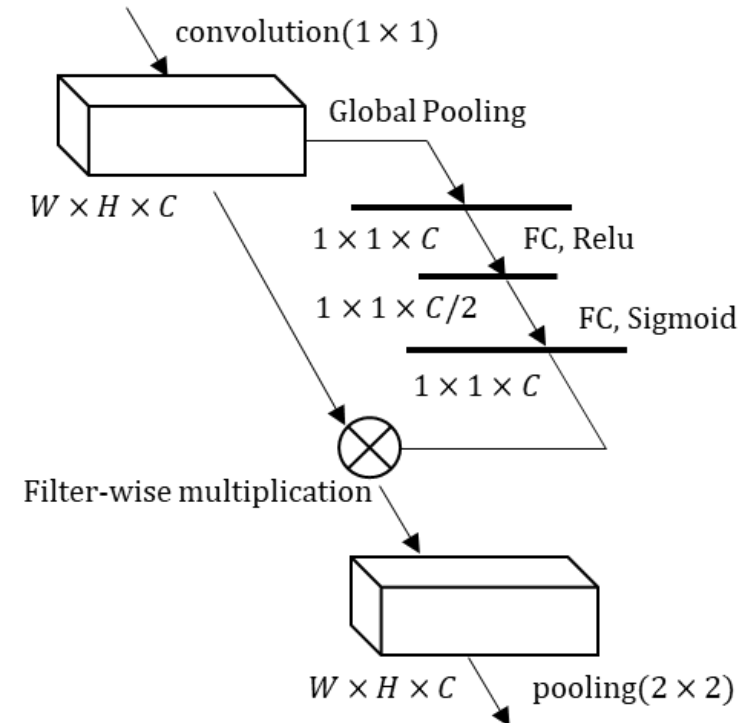 convolution(1 × 1)
Global Pooling
W × H × C
1 × 1 × C
FC, Relu
1 × 1 × C/2
FC, Sigmoid
1 × 1 × C
Filter-wise multiplication
W × H × C
pooling(2 × 2)